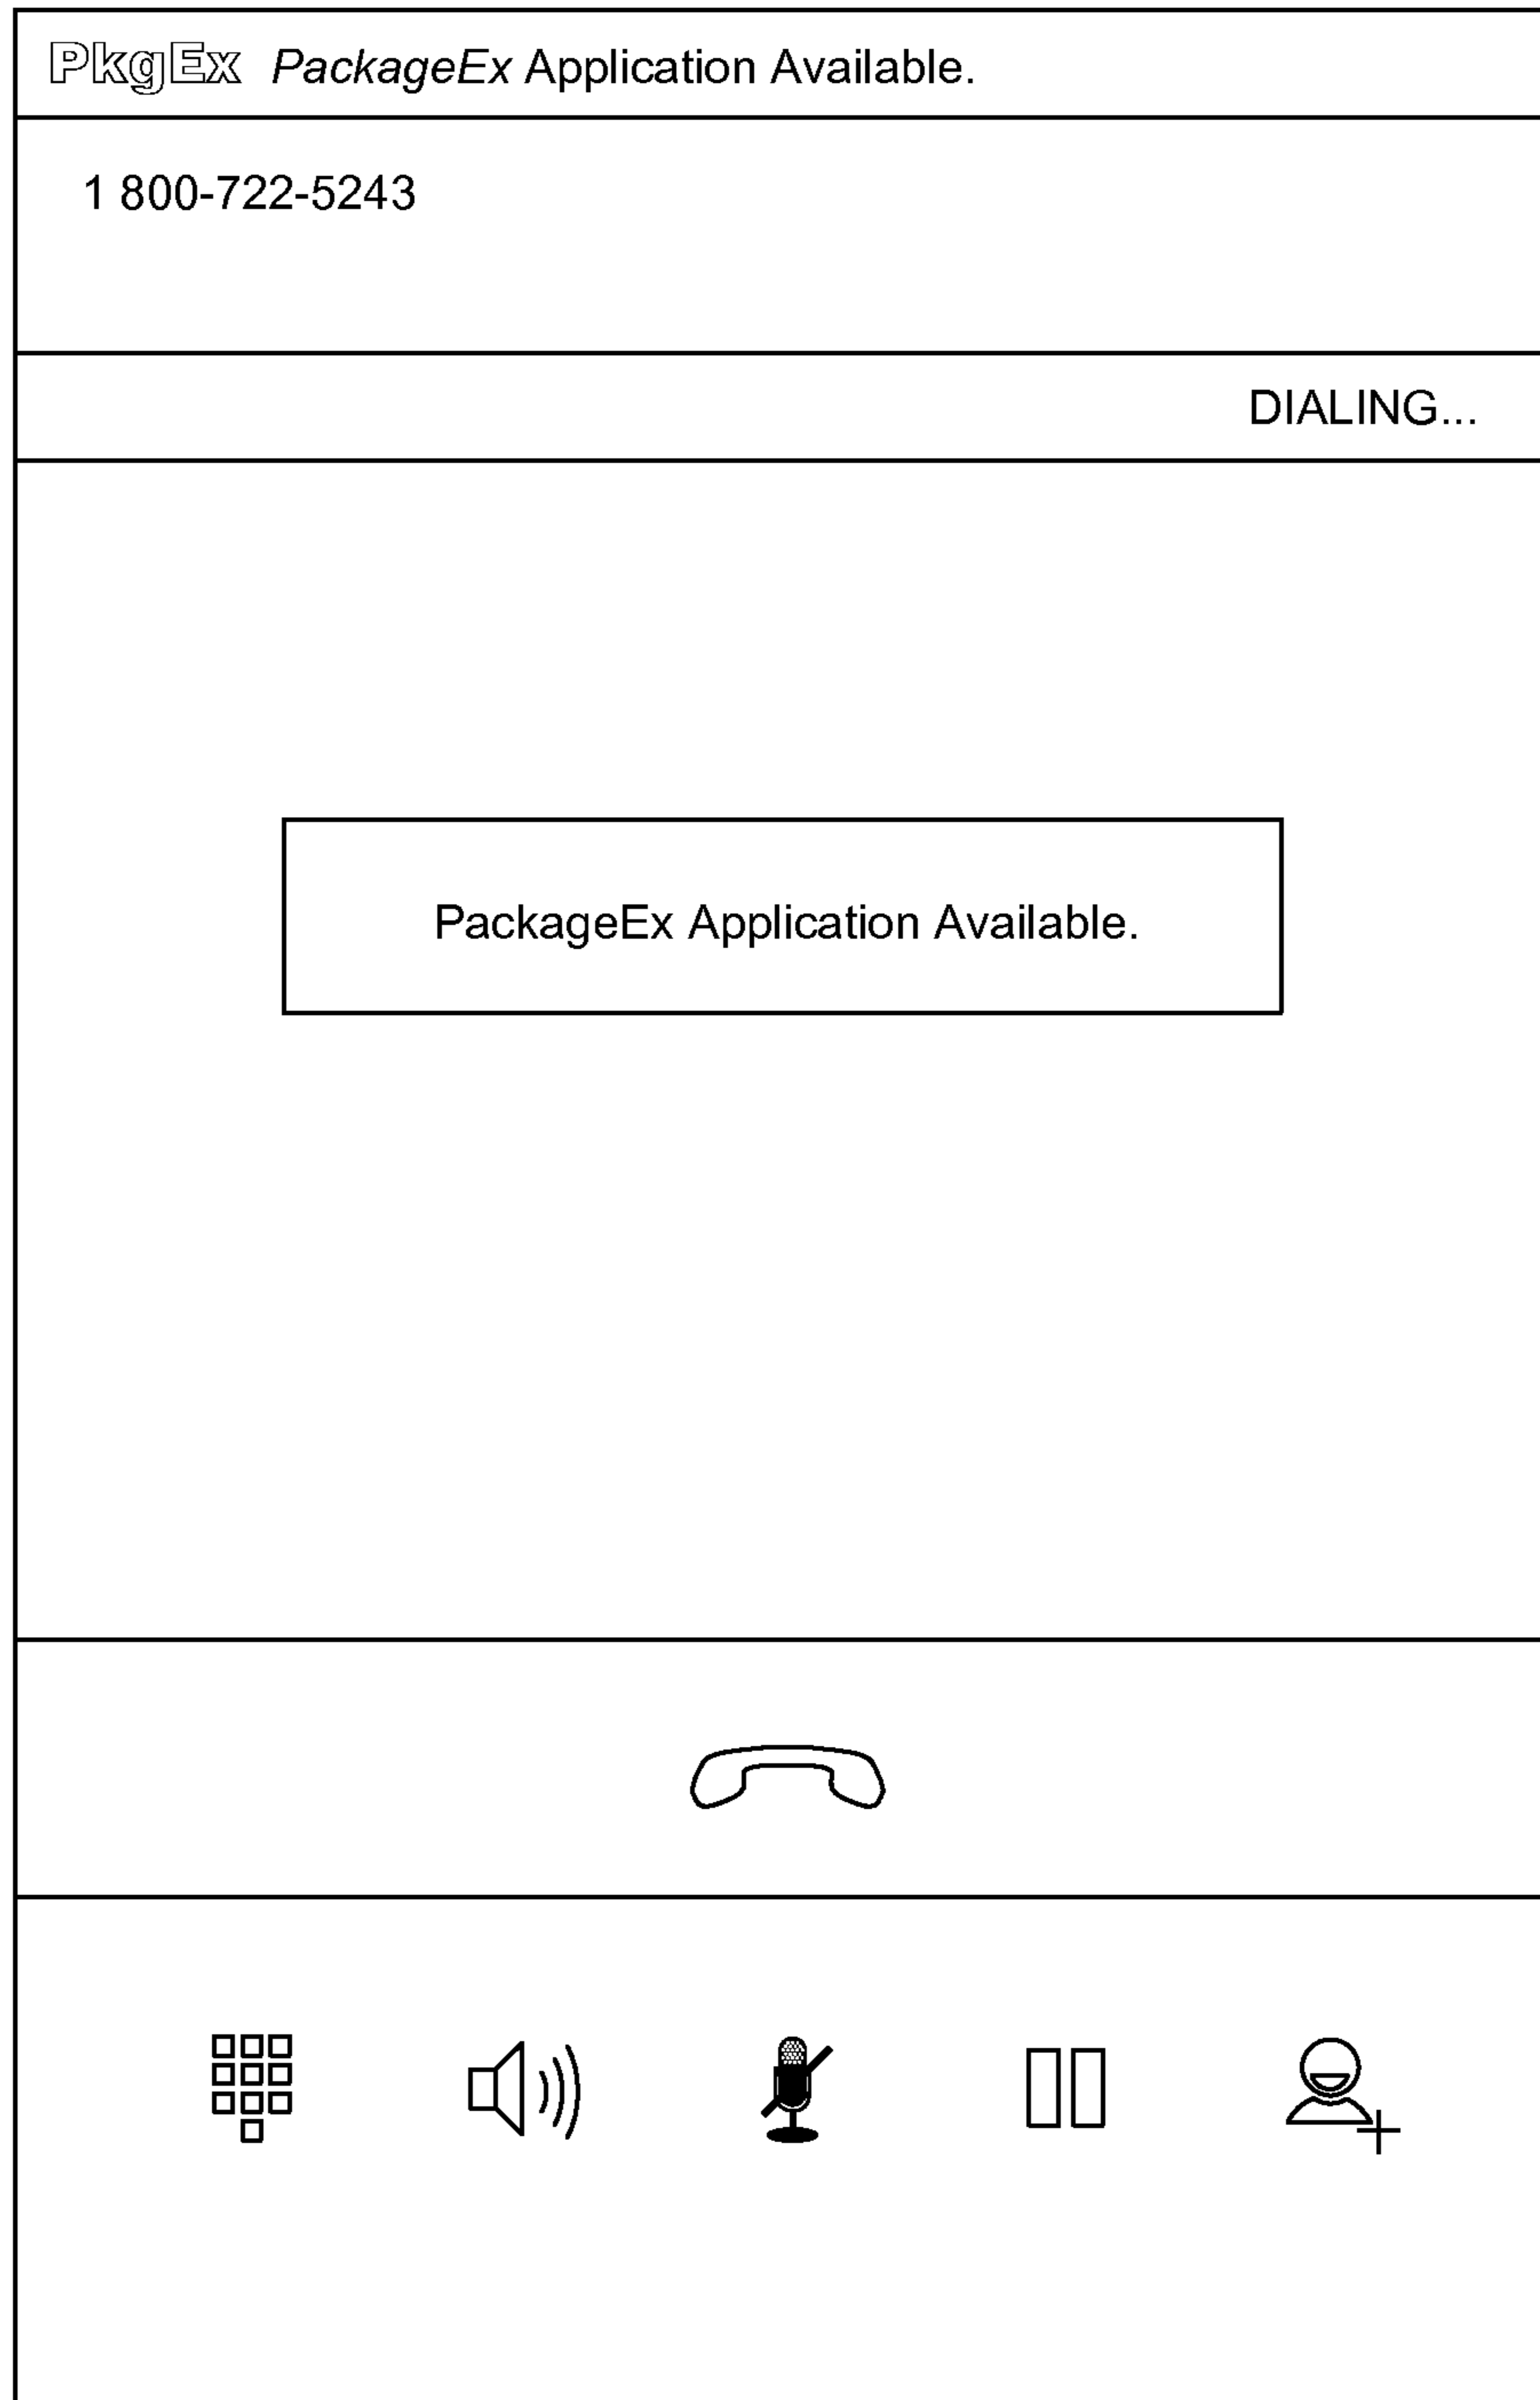 PkgEx PackageEx Application Available.
1 800-722-5243
DIALING...
PackageEx Application Available.